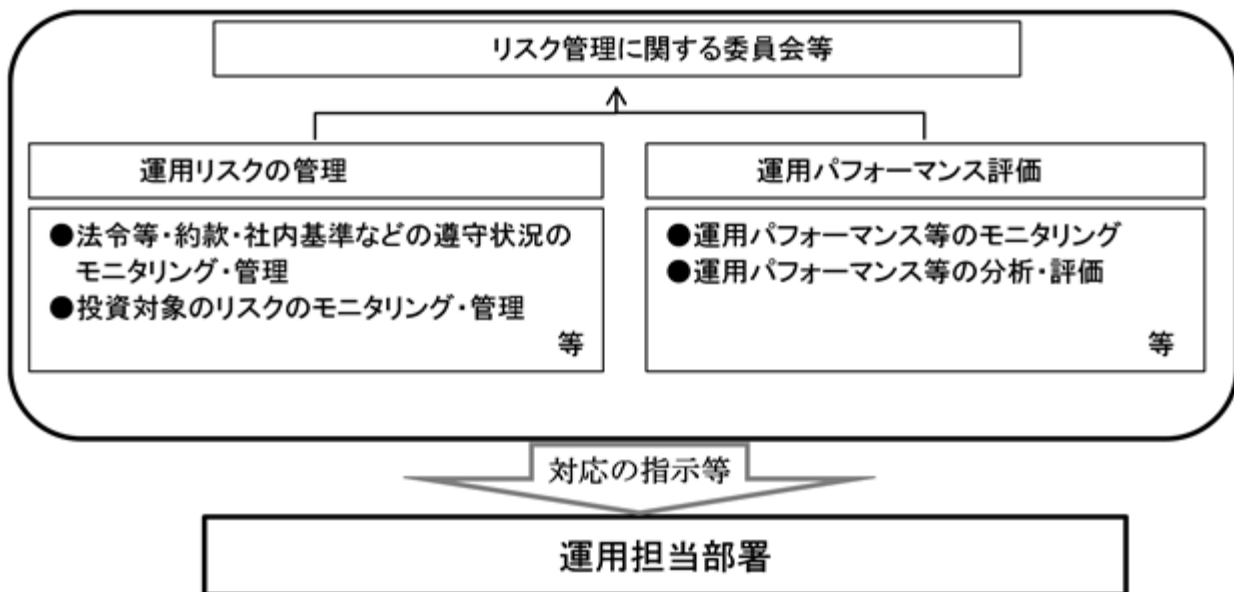 リスク管理に関する委員会等
運用リスクの管理
●法令等・約款・社内基準などの遵守状況の
モニタリング・管理
●投資対象のリスクのモニタリング・管理
等
運用パフォーマンス評価
●運用パフォーマンス等のモニタリング
●運用パフォーマンス等の分析・評価
等
対応の指示等
運用担当部署